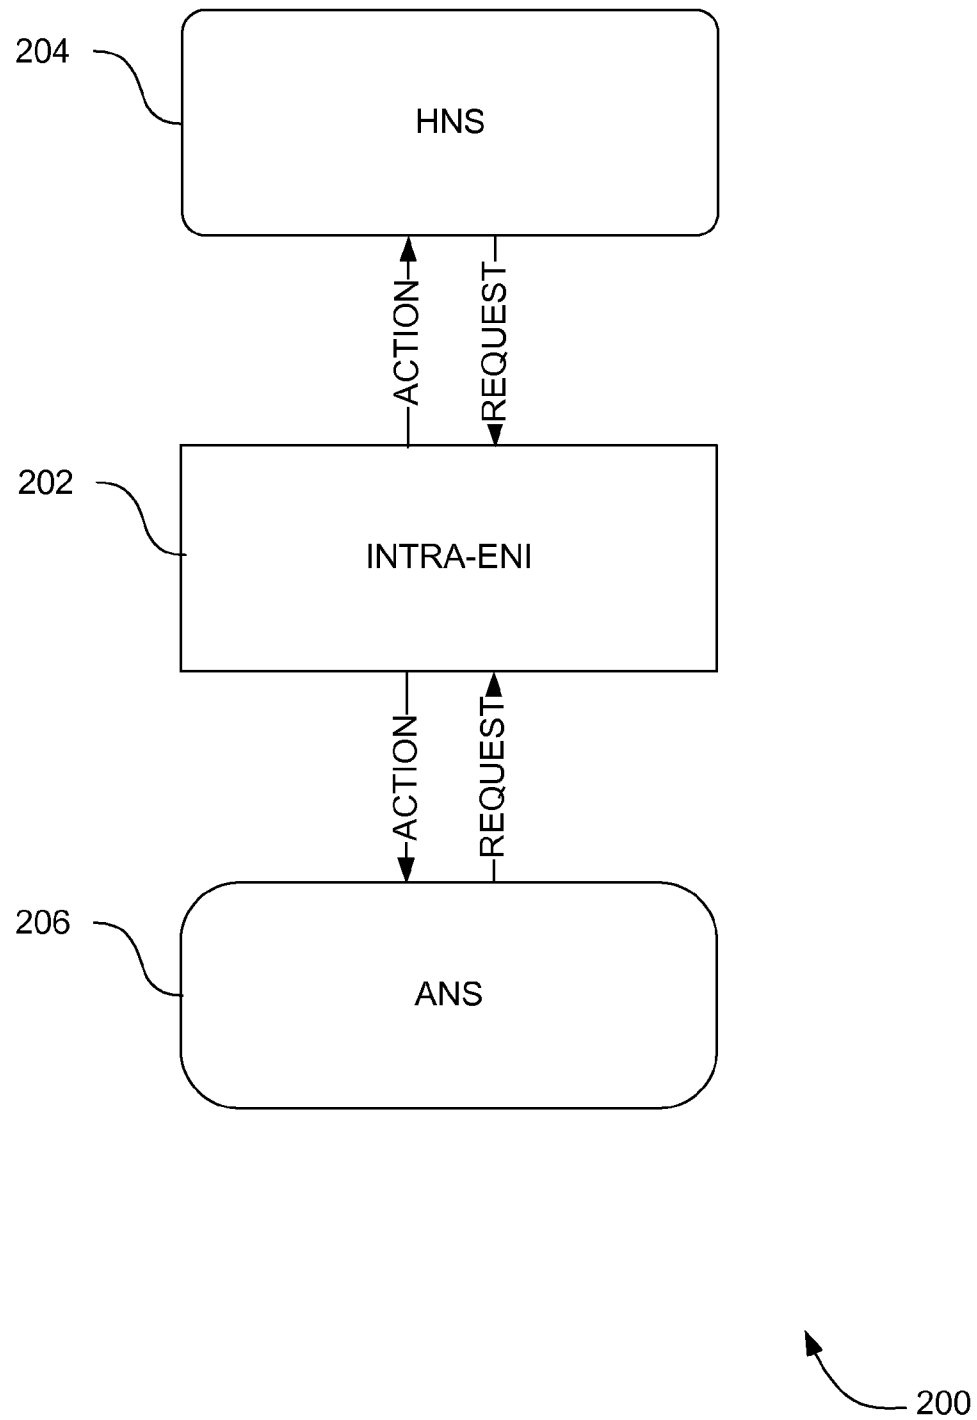 204
HNS
ACTION
REQUEST
202
INTRA-ENI
ACTION
REQUEST
206
ANS
200